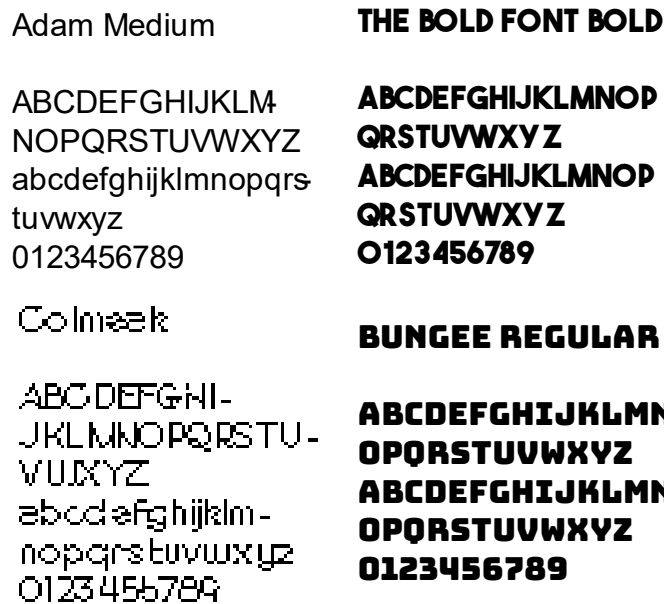 Adam Medium
ABCDEFGHIJKLM-
NOPQRSTUVWXYZ
abcdefghijklmnopqrs-
tuvwxyz
0123456789
THE BOLD FONT BOLD
ABCDEFGHIJKLMNOP
QRSTUVWXYZ
ABCDEFGHIJKLMNOP
QRSTUVWXYZ
0123456789
Colmeak
ABCDEFGHI-
JKLMNOPQRSTU-
VWXYZ
abcdefghijklm-
nopqrstuvwxyz
0123456789
BUNGEE REGULAR
ABCDEFGHIJKLMN
OPQRSTUVWXYZ
ABCDEFGHIJKLMN
OPQRSTUVWXYZ
0123456789